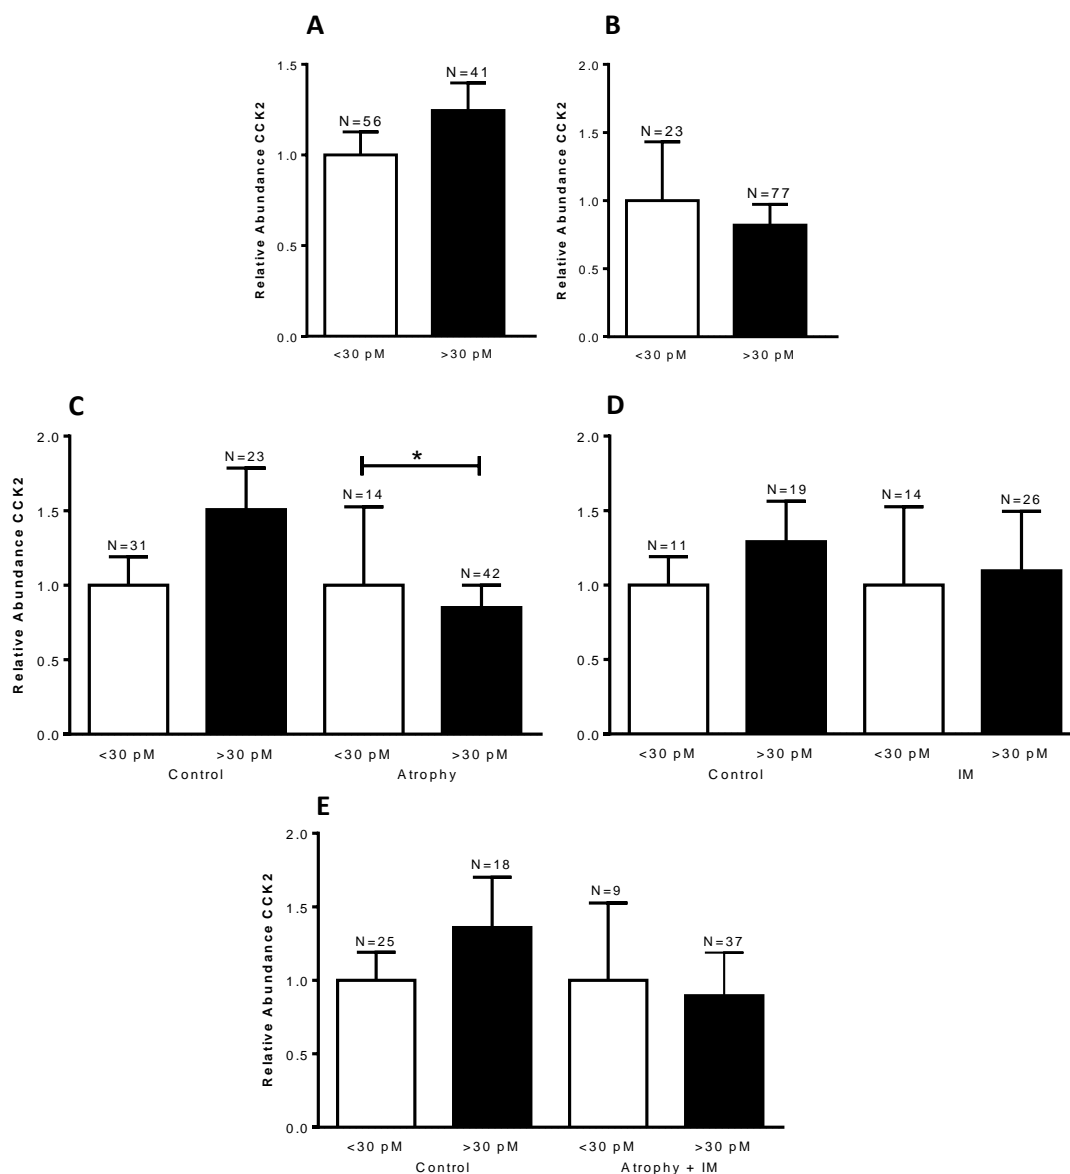 A
Relative Abundance CCK2
1.5
1.0
0.5
0.0
N=56
N=41
<30 pM
>30 pM
B
Relative Abundance CCK2
2.0
1.5
1.0
0.5
0.0
N=23
N=77
<30 pM
>30 pM
C
Relative Abundance CCK2
2.0
1.5
1.0
0.5
0.0
N=31
N=23
N=14
*
N=42
<30 pM
>30 pM
<30 pM
>30 pM
Control
Atrophy
D
2.0
1.5
1.0
0.5
0.0
N=11
N=19
N=14
N=26
<30 pM
>30 pM
<30 pM
>30 pM
Control
IM
E
Relative Abundance CCK2
2.0
1.5
1.0
0.5
0.0
N=25
N=18
N=9
N=37
<30 pM
>30 pM
<30 pM
>30 pM
Control
Atrophy + IM